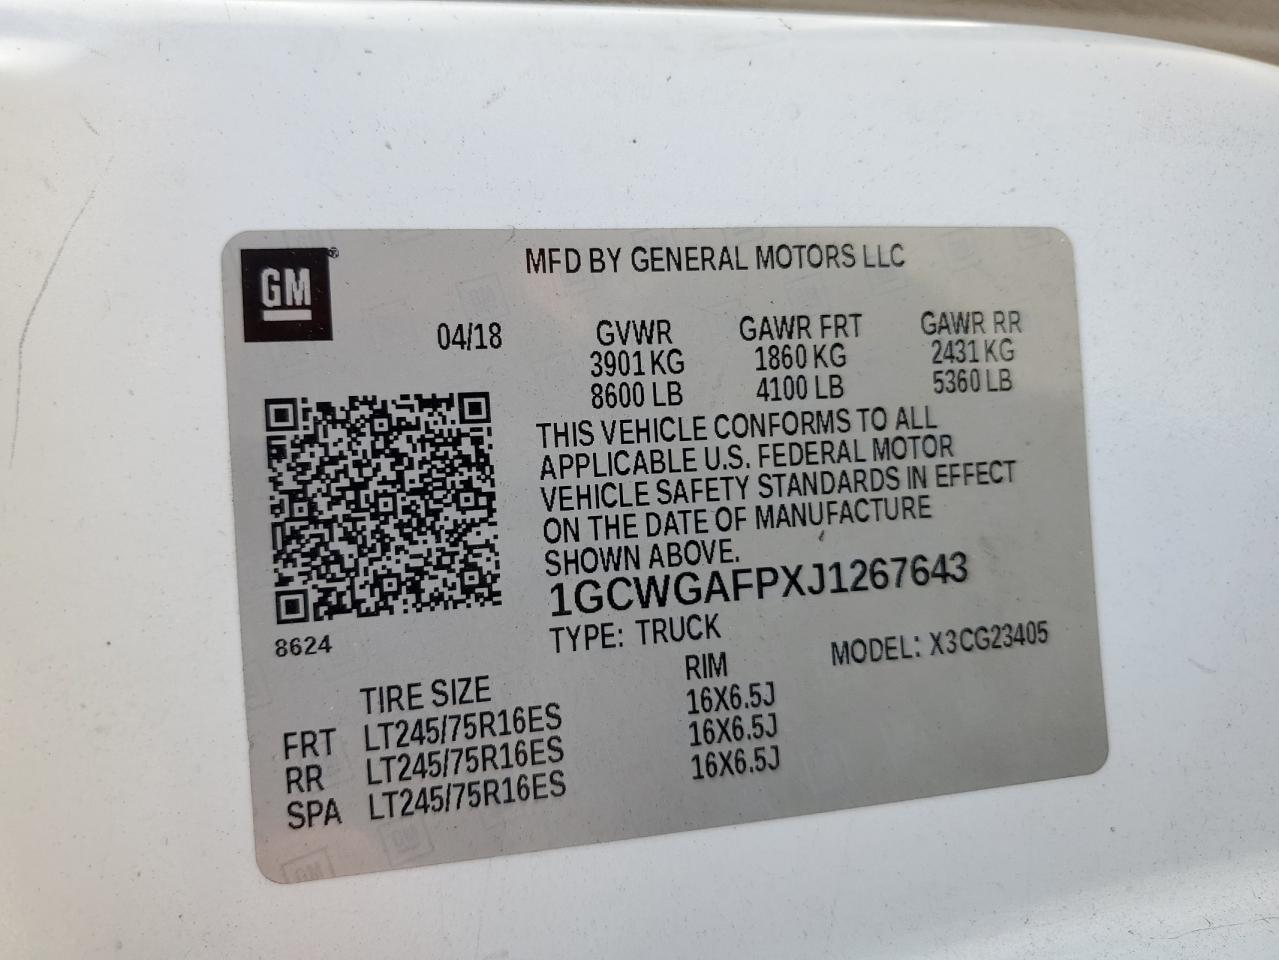 GM®
MFD BY GENERAL MOTORS LLC
04/18 GVWR GAWR FRT GAWR RR
3901 KG 1860 KG 2431 KG
8600 LB 4100 LB 5360 LB
THIS VEHICLE CONFORMS TO ALL
APPLICABLE U.S. FEDERAL MOTOR
VEHICLE SAFETY STANDARDS IN EFFECT
ON THE DATE OF MANUFACTURE
SHOWN ABOVE.
1GCWGAFPXJ1267643
8624
TYPE: TRUCK MODEL: X3CG23405
TIRE SIZE RIM
FRT LT245/75R16ES 16X6.5J
RR LT245/75R16ES 16X6.5J
SPA LT245/75R16ES 16X6.5J